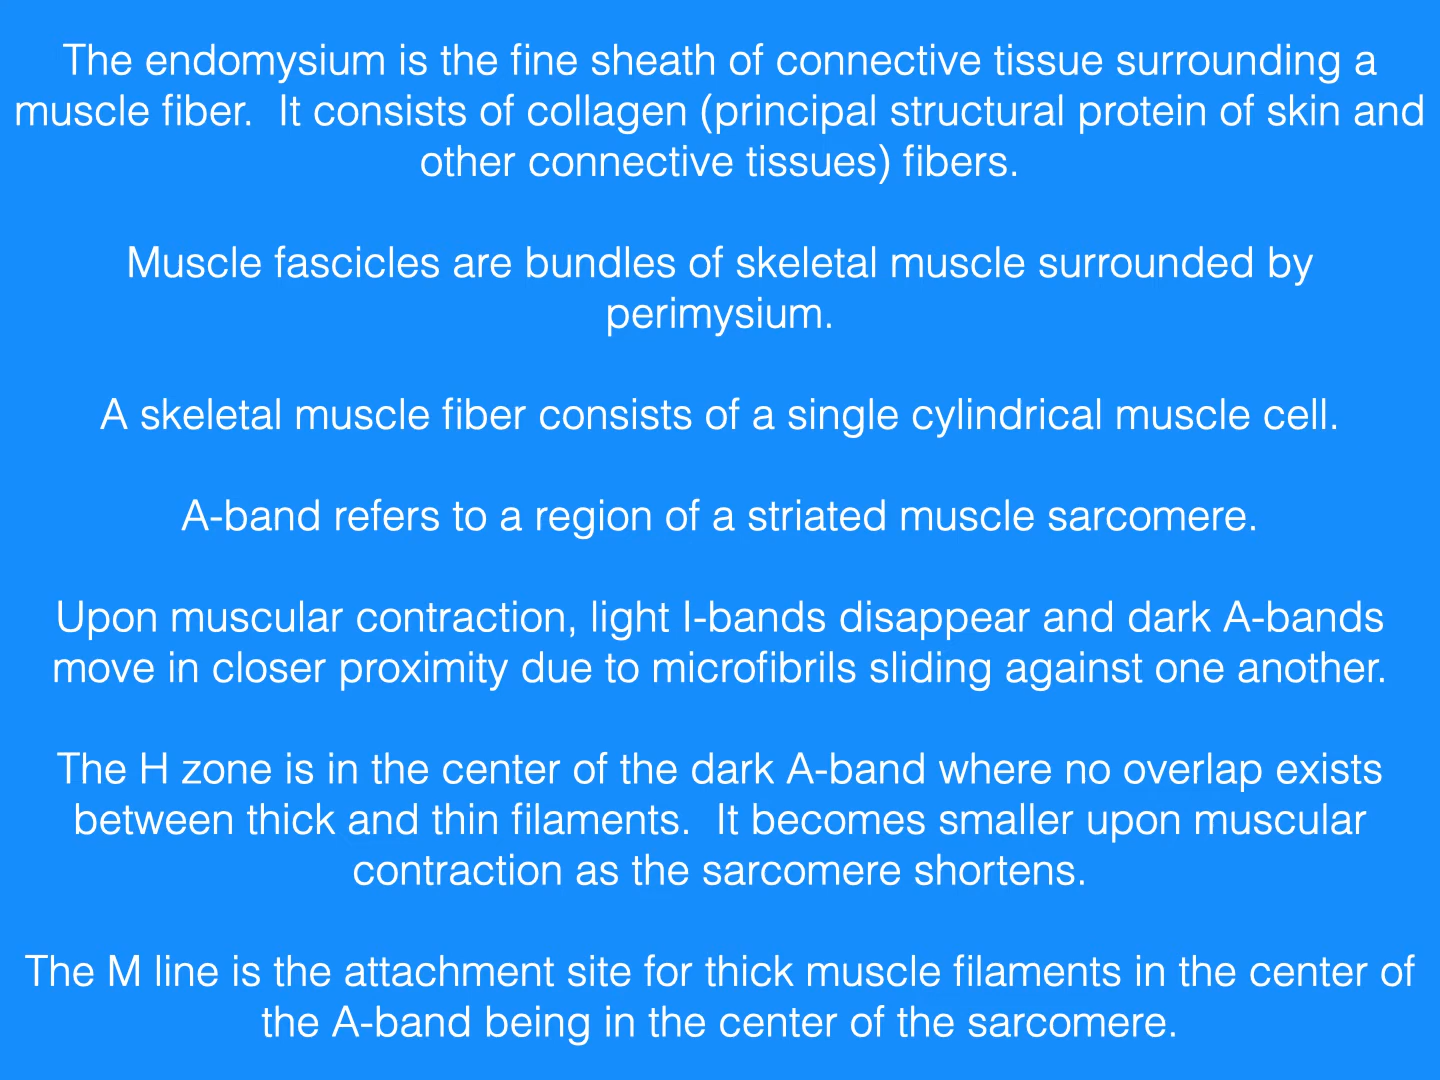 The endomysium is the fine sheath of connective tissue surrounding a
muscle fiber.  It consists of collagen (principal structural protein of skin and
other connective tissues) fibers.
Muscle fascicles are bundles of skeletal muscle surrounded by
perimysium.
A skeletal muscle fiber consists of a single cylindrical muscle cell.
A-band refers to a region of a striated muscle sarcomere.
Upon muscular contraction, light I-bands disappear and dark A-bands
move in closer proximity due to microfibrils sliding against one another.
The H zone is in the center of the dark A-band where no overlap exists
between thick and thin filaments.  It becomes smaller upon muscular
contraction as the sarcomere shortens.
The M line is the attachment site for thick muscle filaments in the center of
the A-band being in the center of the sarcomere.